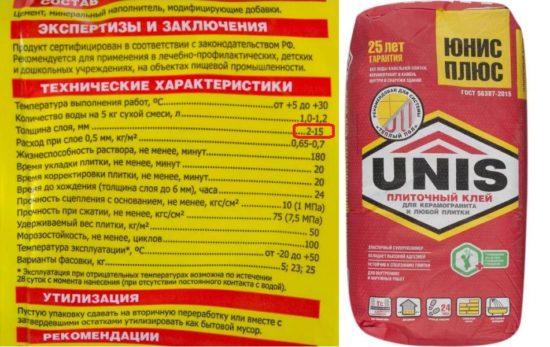 СОСТАВ
Цемент, минеральный наполнитель, модифицирующие добавки.
ЭКСПЕРТИЗЫ И ЗАКЛЮЧЕНИЯ
Продукт сертифицирован в соответствии с законодательством РФ.
Рекомендуется для применения в лечебно-профилактических, детских
и дошкольных учреждениях, на объектах пищевой промышленности.
ТЕХНИЧЕСКИЕ ХАРАКТЕРИСТИКИ
Температура выполнения работ, °С от +5 до +30
Количество воды на 5 кг сухой смеси, л 1,0-1,2
Толщина слоя, мм 2-15
Расход при слое 0,5 мм, кг/м² 0,65-0,7
Жизнеспособность раствора, не менее, минут 180
Время укладки плитки, не менее, минут 20
Время корректировки плитки, не менее, минут 20
Время до хождения (толщина слоя до 6 мм), часа 24
Прочность сцепления с основанием, не менее, кгс/см² 10 (1 МПа)
Прочность при сжатии, не менее, кгс/см² 75 (7,5 МПа)
Удерживаемый вес плитки, кг/м² 50
Морозостойкость, не менее, циклов 100
Температура эксплуатации*, °С от -20 до +50
Варианты фасовки, кг 5; 23; 25
* Эксплуатация при отрицательных температурах возможна по истечении
28 суток с момента нанесения (при отсутствии постоянного контакта с водой).
УТИЛИЗАЦИЯ
Пустую упаковку сдавать на вторичную переработку или вместе с
затвердевшими остатками утилизировать как бытовой мусор.
РЕКОМЕНДАЦИИ
25 ЛЕТ
ГАРАНТИЯ
ЮНИС
ПЛЮС
ГОСТ 56387-2015
"ТЕПЛЫЙ ПОЛ"
UNIS
ПЛИТОЧНЫЙ КЛЕЙ
ДЛЯ КЕРАМОГРАНИТА
И ЛЮБОЙ ПЛИТКИ